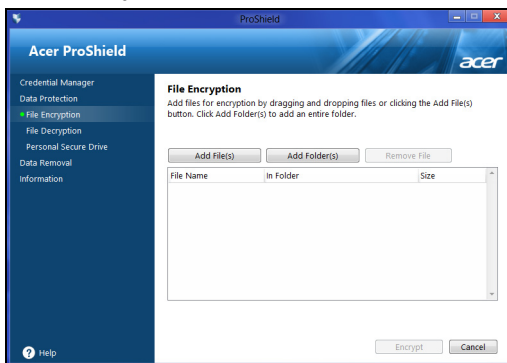 ProShield
Acer ProShield
acer
Credential Manager
Data Protection
File Encryption
File Decryption
Personal Secure Drive
Data Removal
Information
File Encryption
Add files for encryption by dragging and dropping files or clicking the Add File(s)
button. Click Add Folder(s) to add an entire folder.
Add File(s) Add Folder(s) Remove File
File Name In Folder Size
Encrypt Cancel
? Help